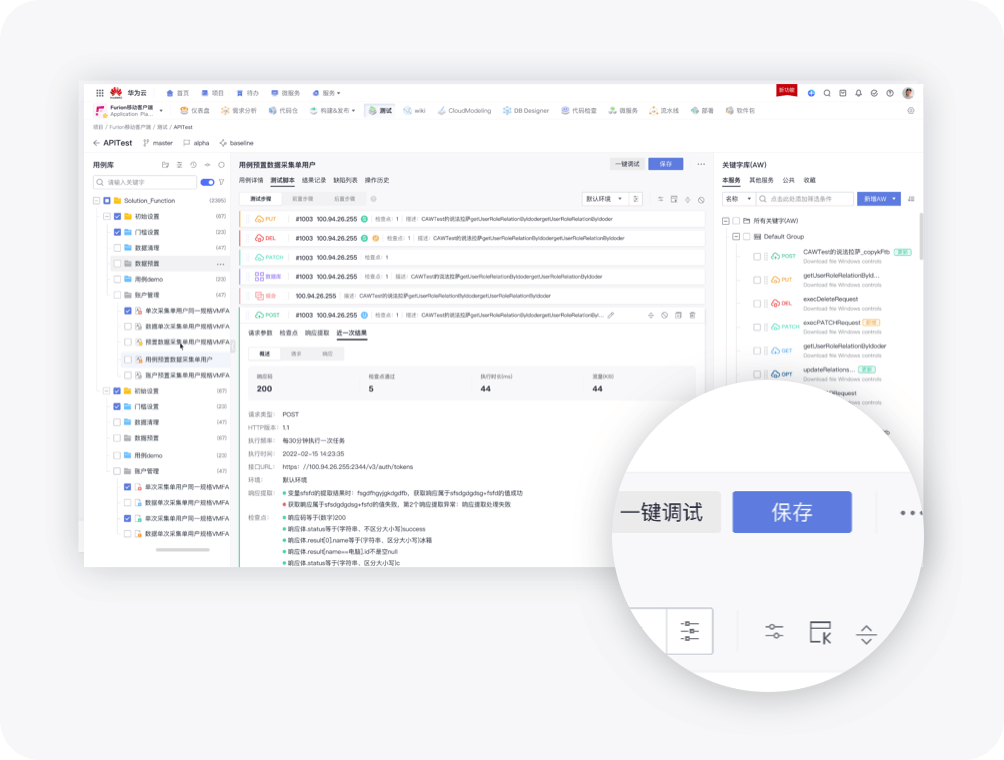 华为云 首页 项目 待办 微服务 服务 新功能
Furion移动客户端 仪表盘 需求分析 代码仓 构建&发布 测试 wiki CloudModeling DB Designer 代码检查 微服务 流水线 部署 软件包
Application Pla...
项目 / Furion移动客户端 / 测试 / APITest
APITest master alpha baseline
用例库
请输入关键字
Solution_Function (2385)
初始设置 (67)
门槛设置 (23)
数据清理 (47)
数据预置 ...
用例demo (23)
账户管理 (47)
单次采集单用户同一规格VMFA
数据单次采集单用户规格VMFA
预置数据采集单用户规格VMFA
用例预置数据采集单用户
账户预置采集单用户规格VMFA
初始设置 (67)
门槛设置 (23)
数据清理 (47)
数据预置 (67)
用例demo (23)
账户管理 (47)
单次采集单用户同一规格VMFA
数据单次采集单用户规格VMFA
单次采集单用户同一规格VMFA
数据单次采集单用户规格VMFA
用例预置数据采集单用户 一键调试 保存 ...
用例详情 测试脚本 结果记录 缺陷列表 操作历史
测试步骤 前置步骤 后置步骤 默认环境
PUT #1003 100.94.26.255 检查点：1 | 描述：CAWTest的说法拉萨getUserRoleRelationByIdodergetUserRoleRelationByIdoder
DEL #1003 100.94.26.255 检查点：1 | 描述：CAWTest的说法拉萨getUserRoleRelationByIdodergetUserRoleRelationByIdoder
PATCH #1003 100.94.26.255 检查点：1
数据库 #1003 100.94.26.255 检查点：1 | 描述：CAWTest的说法拉萨getUserRoleRelationByIdodergetUserRoleRelationByIdoder
组合 100.94.26.255 | 描述：CAWTest的说法拉萨getUserRoleRelationByIdodergetUserRoleRelationByIdoder
POST #1003 100.94.26.255 检查点：1 | 描述：CAWTest的说法拉萨getUserRoleRelationByIdodergetUserRoleRelationByI...
请求参数 检查点 响应提取 近一次结果
概述 请求 响应
响应码 检查点通过 执行时长(ms) 流量(KB)
200 5 44 44
请求类型： POST
HTTP版本： 1.1
执行频率： 每30分钟执行一次任务
执行时间： 2022-02-15 14:23:35
接口URL： https: //100.94.26.255:2344/v3/auth/tokens
环境： 默认环境
响应提取： 变量sfsfd的提取结果时：fsgdfhgyjgkdgdfb，获取响应属于sfsdgdgdsg+fsfd的值成功
获取响应属于sfsdgdgdsg+fsfd的值失败，第2个响应提取异常：响应提取处理失败
检查点： 响应码等于(数字)200
响应体.status等于(字符串、不区分大小写)success
响应体.result[0].name等于(字符串、区分大小写)冰箱
响应体.result[name==电脑].id不是空null
响应体.status等于(字符串、区分大小写)c
关键字库(AW)
本服务 其他服务 公共 收藏
名称 点击此处添加筛选条件 新增AW
所有关键字(AW)
Default Group
POST CAWTest的说法拉萨_copykPtb 更新
Download file Windows controls
PUT getUserRoleRelationById...
Download file Windows controls
DEL execDeleteRequest
Download file Windows controls
PATCH execPATCHRequest 新增
Download file Windows controls
GET getUserRoleRelationByIdoder
Download file Windows controls
OPT updateRelations... 更新
Download file Windows controls
一键调试 保存 ...